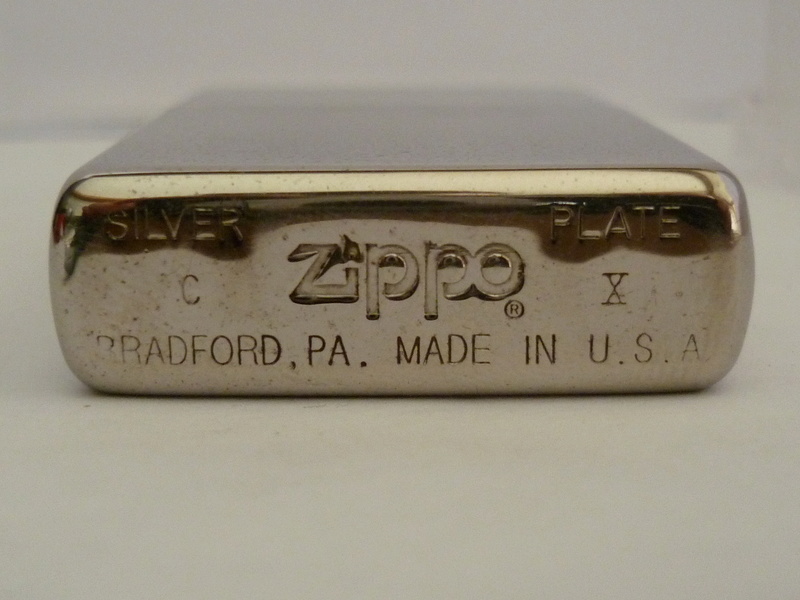 SILVER PLATE
C Zippo® X
BRADFORD, PA. MADE IN U.S.A.